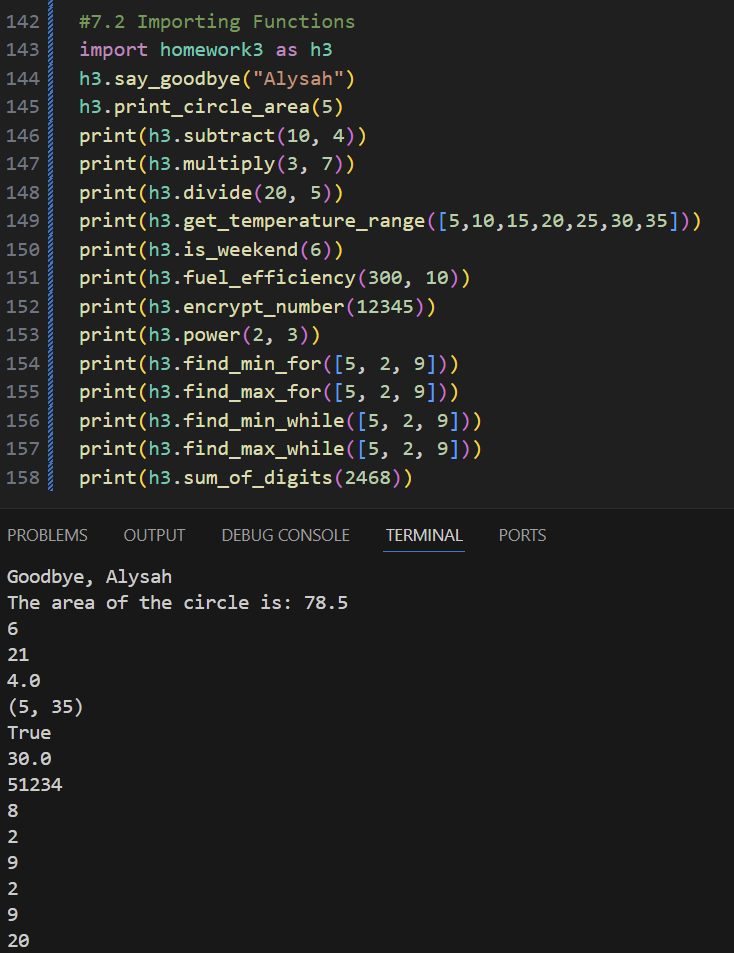 142 #7.2 Importing Functions
143 import homework3 as h3
144 h3.say_goodbye("Alysah")
145 h3.print_circle_area(5)
146 print(h3.subtract(10, 4))
147 print(h3.multiply(3, 7))
148 print(h3.divide(20, 5))
149 print(h3.get_temperature_range([5,10,15,20,25,30,35]))
150 print(h3.is_weekend(6))
151 print(h3.fuel_efficiency(300, 10))
152 print(h3.encrypt_number(12345))
153 print(h3.power(2, 3))
154 print(h3.find_min_for([5, 2, 9]))
155 print(h3.find_max_for([5, 2, 9]))
156 print(h3.find_min_while([5, 2, 9]))
157 print(h3.find_max_while([5, 2, 9]))
158 print(h3.sum_of_digits(2468))
PROBLEMS OUTPUT DEBUG CONSOLE TERMINAL PORTS
Goodbye, Alysah
The area of the circle is: 78.5
6
21
4.0
(5, 35)
True
30.0
51234
8
2
9
2
9
20